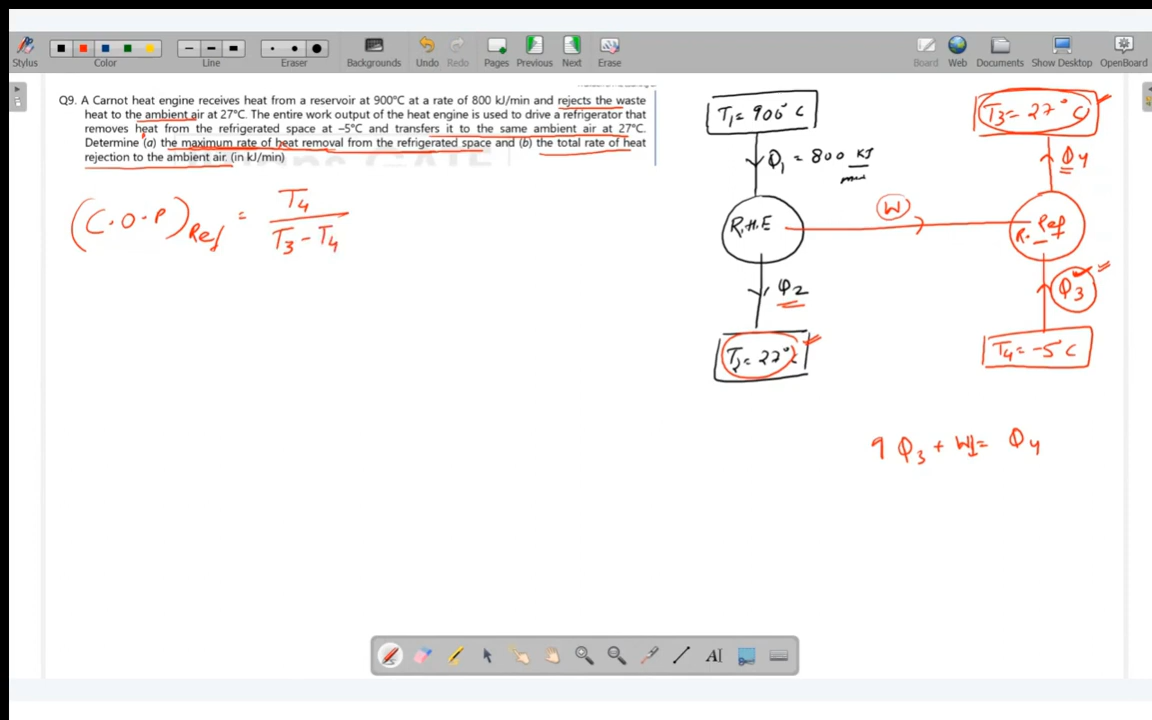 Stylus
Color
Line
Eraser
Backgrounds
Undo
Redo
Pages
Previous
Next
Erase
Board
Web
Documents
Show Desktop
OpenBoard
Q9. A Carnot heat engine receives heat from a reservoir at 900°C at a rate of 800 kJ/min and rejects the waste
heat to the ambient air at 27°C. The entire work output of the heat engine is used to drive a refrigerator that
removes heat from the refrigerated space at −5°C and transfers it to the same ambient air at 27°C.
Determine (a) the maximum rate of heat removal from the refrigerated space and (b) the total rate of heat
rejection to the ambient air. (in kJ/min)
(C.O.P)Ref = T4 / T3 − T4
T1 = 900°C
Q1 = 800 KJ/min
R.H.E
Q2
T2 = 27°C
W
T3 = 27°C
Q4
R. Ref
Q3
T4 = -5°C
Q3 + W = Q4
AI